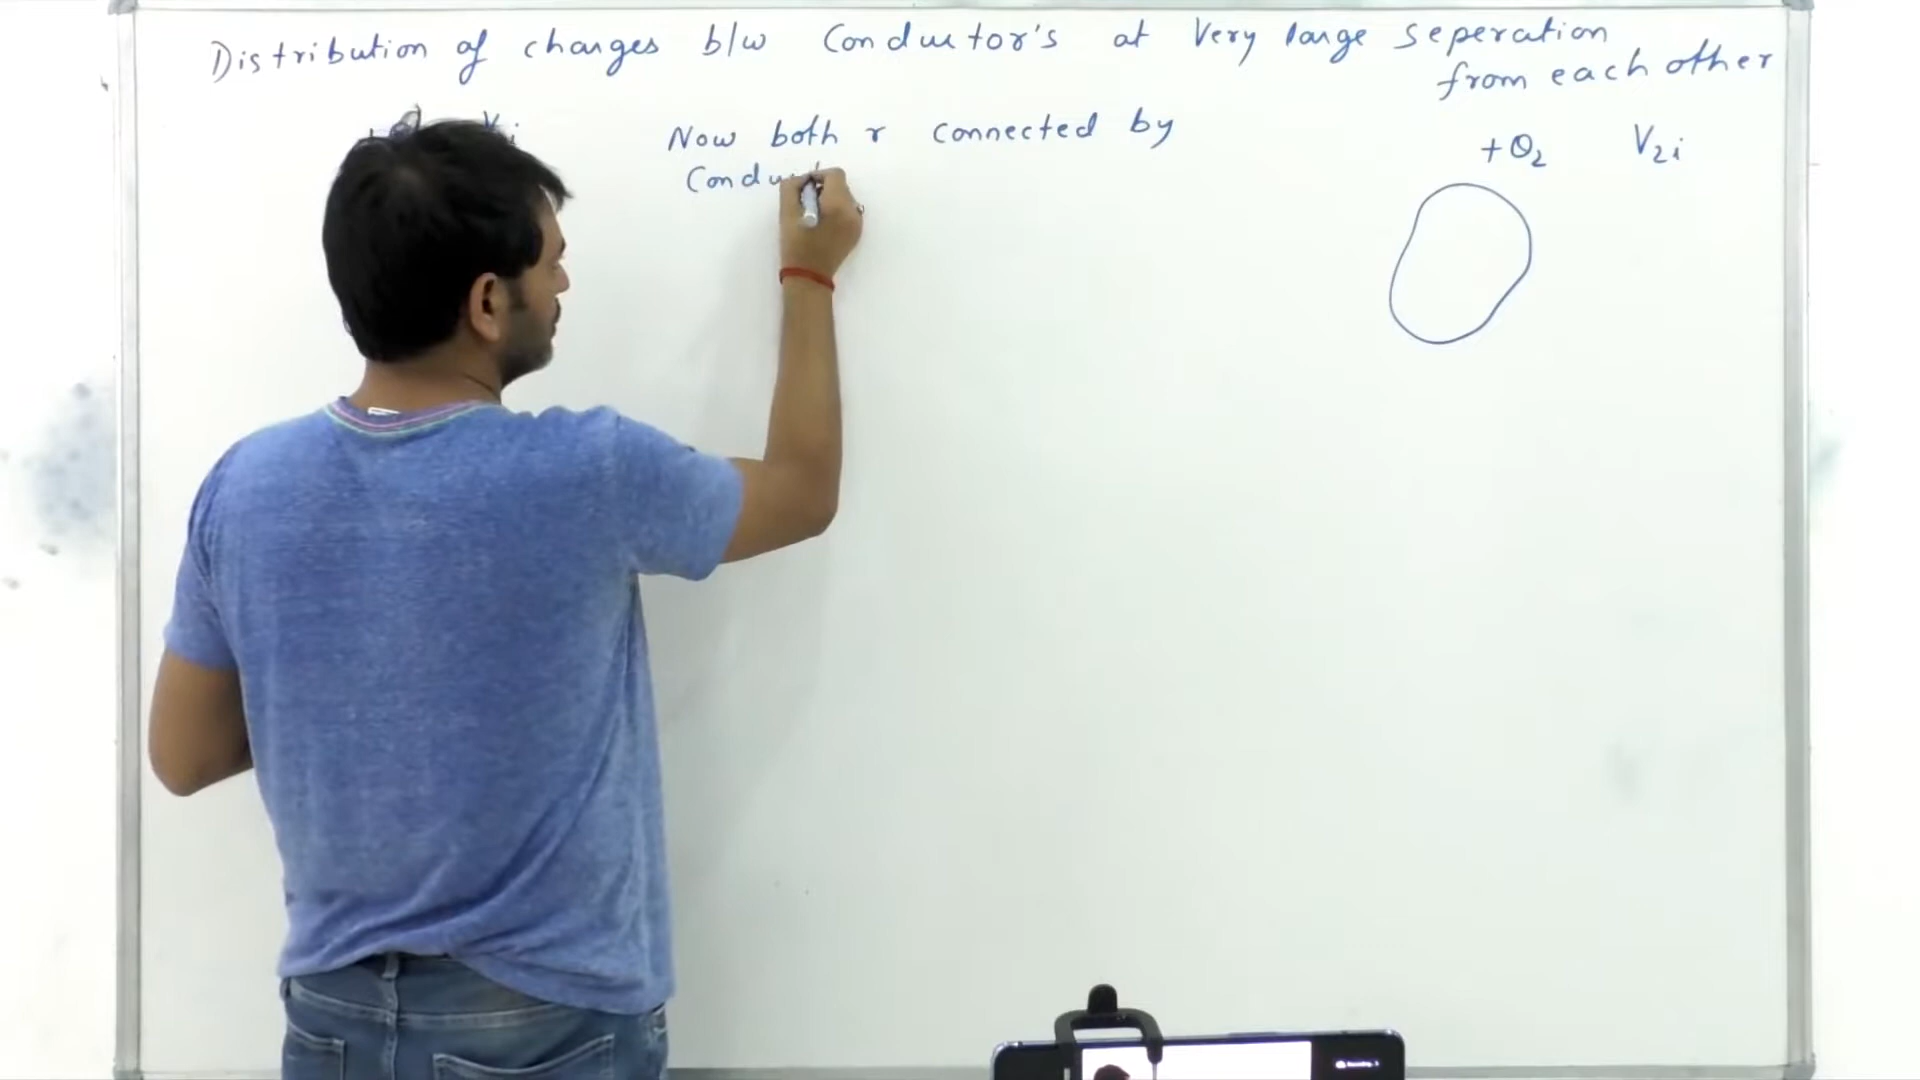 Distribution of charges b/w Conductor's at Very large seperation
from each other
Now both r connected by
+Q2 V2i